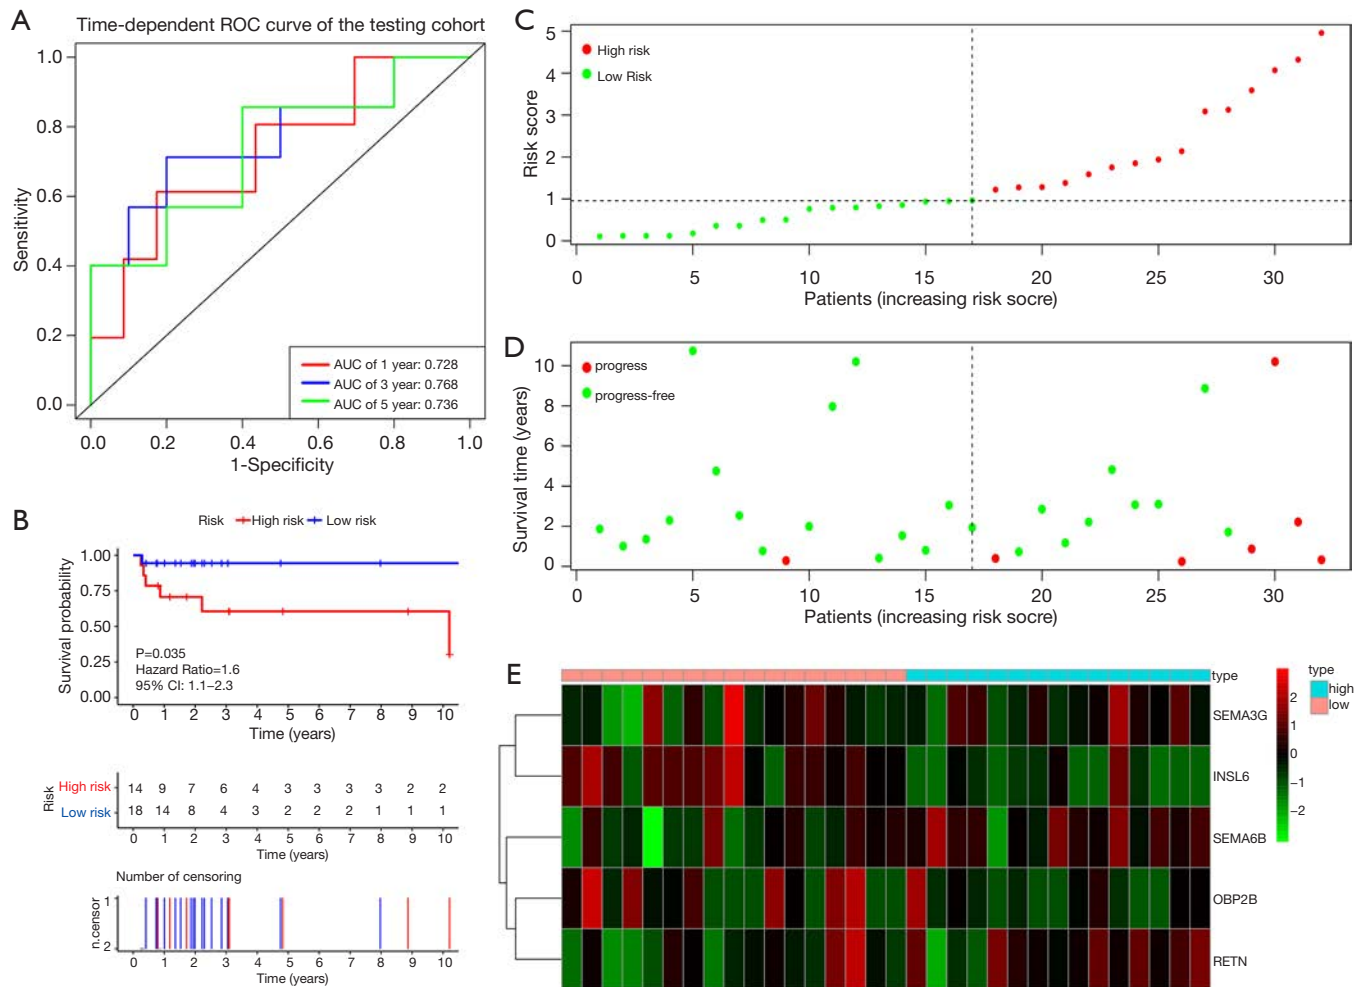 A
Time-dependent ROC curve of the testing cohort
1.0
0.8
0.6
0.4
0.2
0.0
Sensitivity
AUC of 1 year: 0.728
AUC of 3 year: 0.768
AUC of 5 year: 0.736
0.0 0.2 0.4 0.6 0.8 1.0
1-Specificity
B
Risk High risk Low risk
1.00
0.75
0.50
0.25
0.00
Survival probability
P=0.035
Hazard Ratio=1.6
95% CI: 1.1–2.3
0 1 2 3 4 5 6 7 8 9 10
Time (years)
Risk
High risk 14 9 7 6 4 3 3 3 3 2 2
Low risk 18 14 8 4 3 2 2 2 1 1 1
0 1 2 3 4 5 6 7 8 9 10
Time (years)
Number of censoring
n.censor
1
2
0 1 2 3 4 5 6 7 8 9 10
Time (years)
C
5
4
3
2
1
0
Risk score
High risk
Low Risk
0 5 10 15 20 25 30
Patients (increasing risk socre)
D
10
8
6
4
2
0
Survival time (years)
progress
progress-free
0 5 10 15 20 25 30
Patients (increasing risk socre)
E
type
SEMA3G
INSL6
SEMA6B
OBP2B
RETN
2
1
0
−1
−2
type
high
low